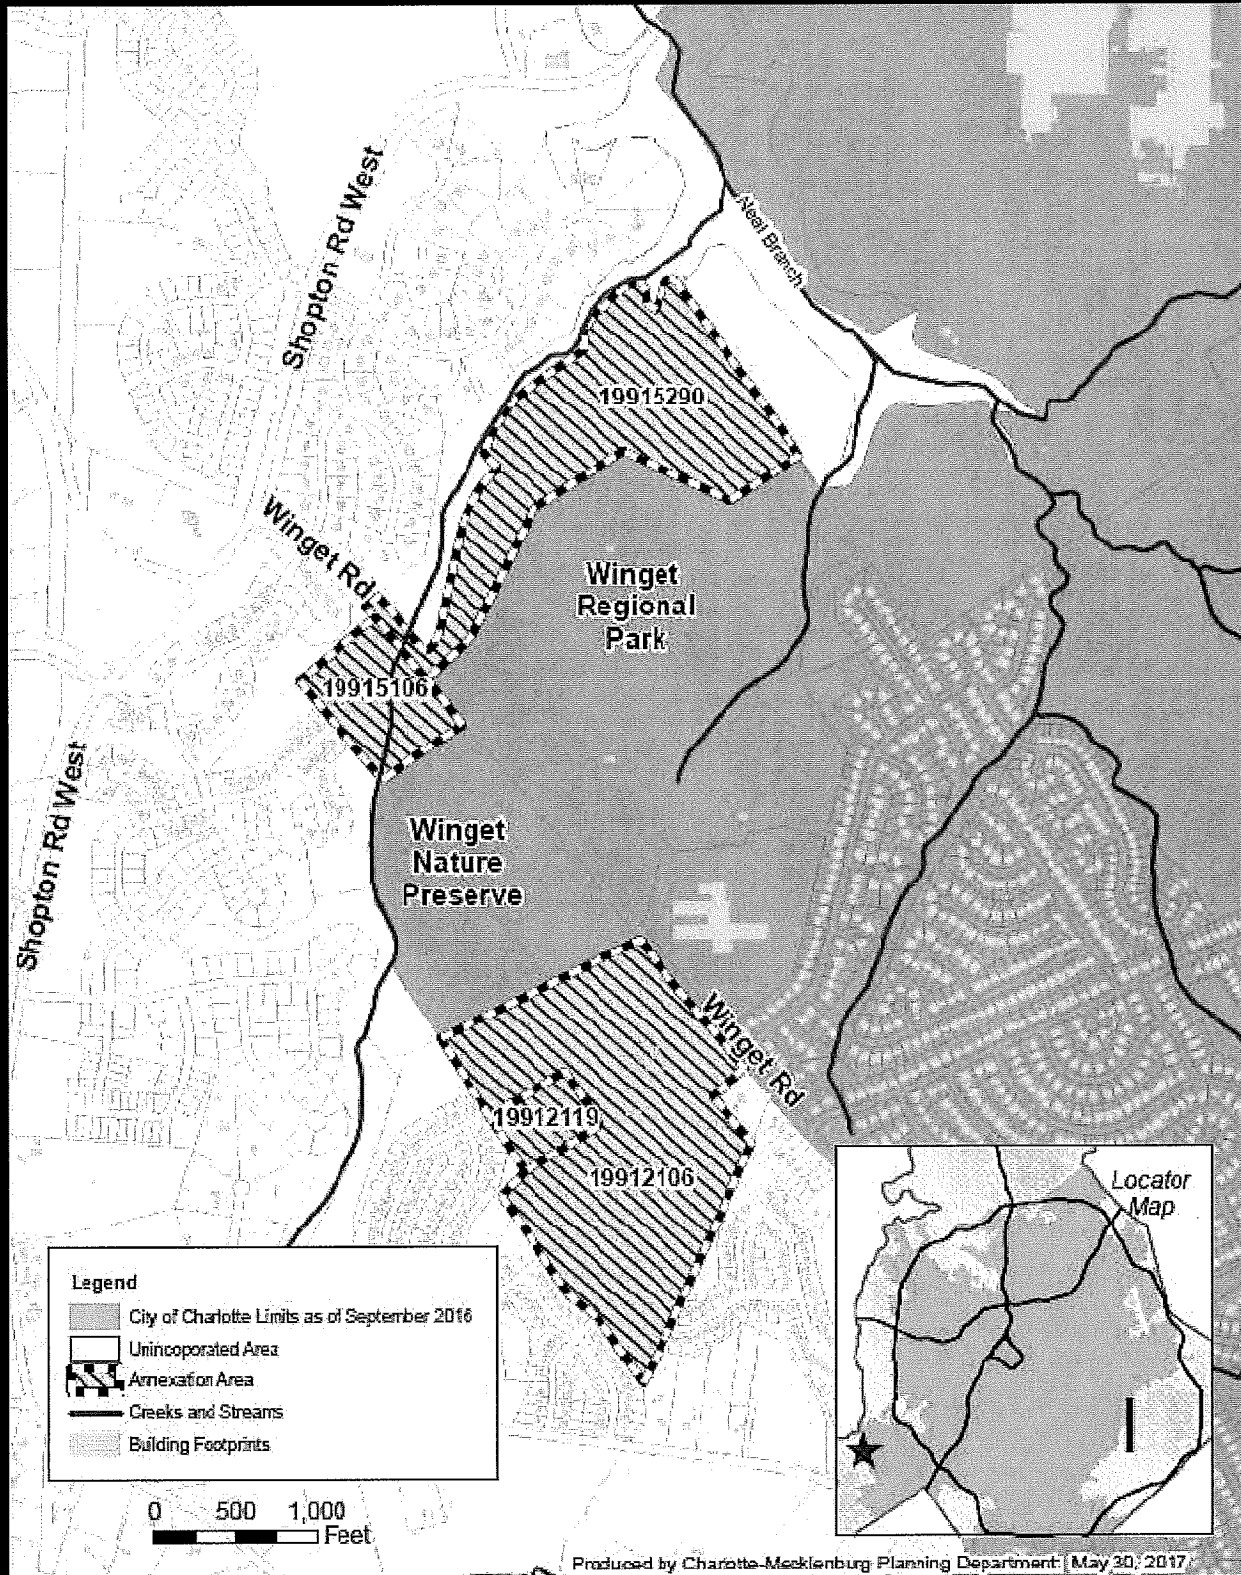 Shopton Rd West
Neal Branch
19915290
Winget Rd
Winget
Regional
Park
19915106
Shopton Rd West
Winget
Nature
Preserve
Winget Rd
19912119
19912106
Locator
Map
Legend
City of Charlotte Limits as of September 2016
Unincoporated Area
Annexation Area
Creeks and Streams
Building Footprints
0 500 1,000
Feet
Produced by Charlotte-Mecklenburg Planning Department: May 30, 2017